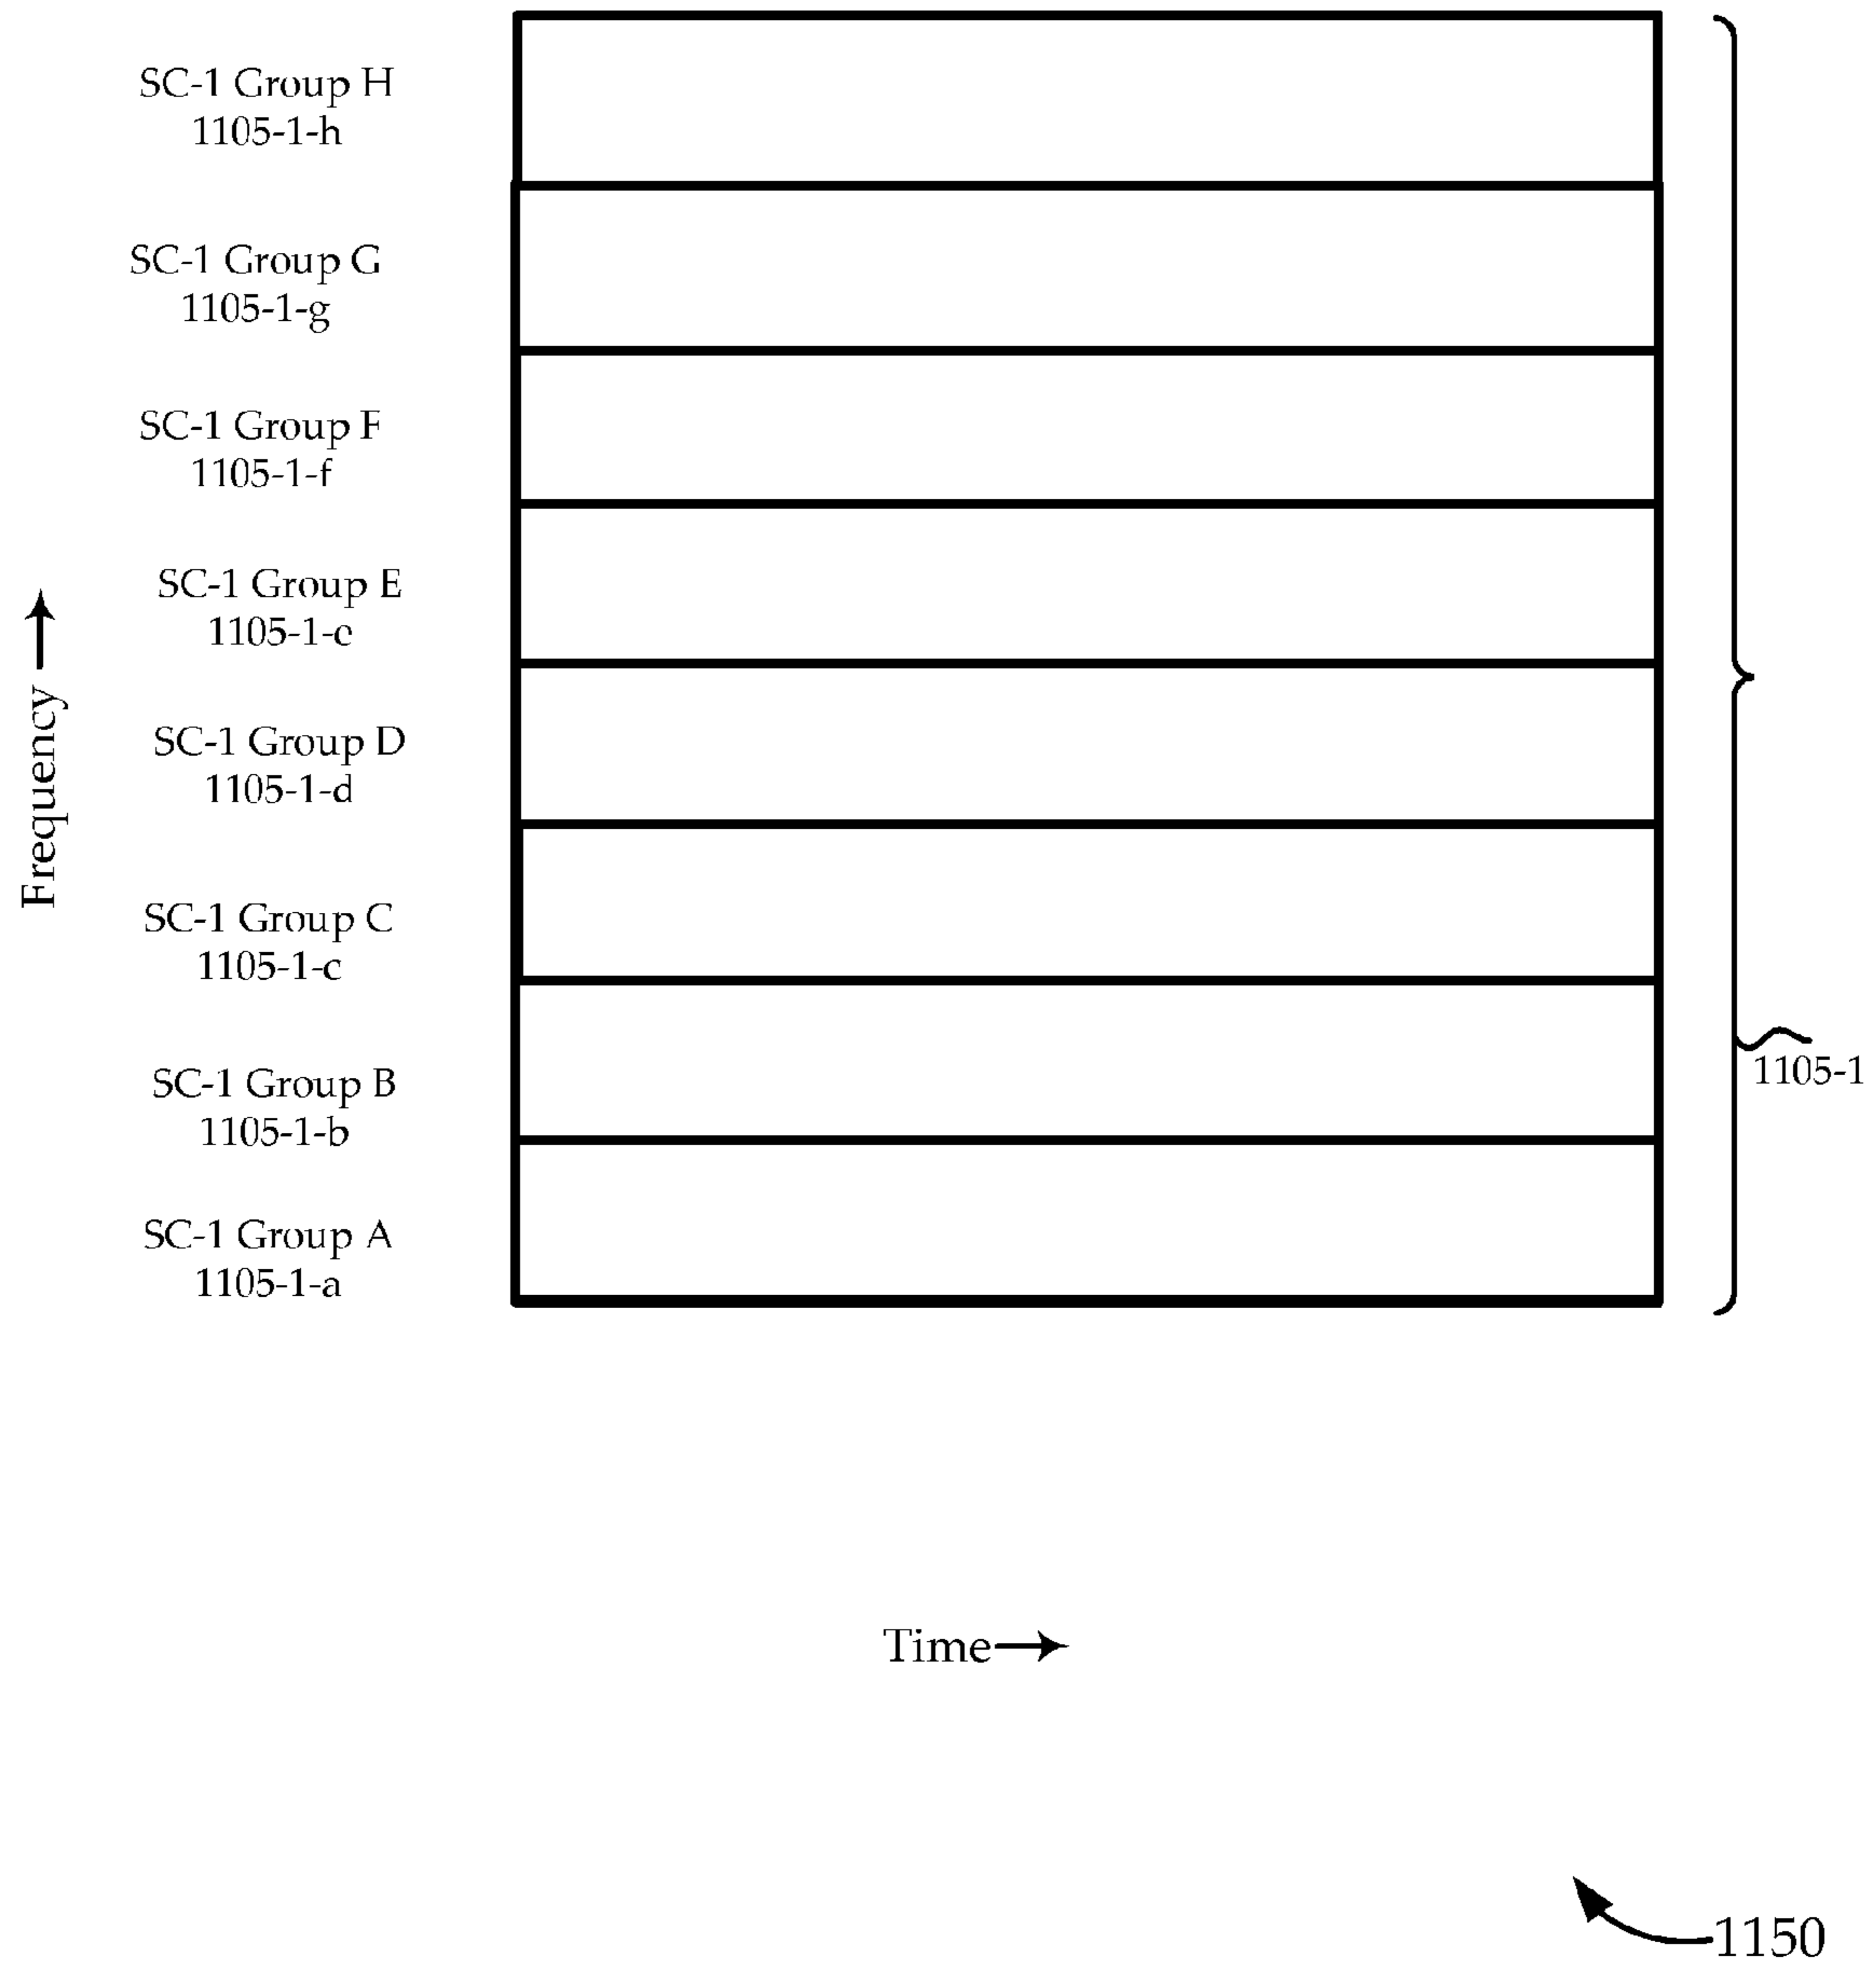 SC-1 Group H
1105-1-h
SC-1 Group G
1105-1-g
SC-1 Group F
1105-1-f
SC-1 Group E
1105-1-e
SC-1 Group D
1105-1-d
SC-1 Group C
1105-1-c
SC-1 Group B
1105-1-b
SC-1 Group A
1105-1-a
Frequency
1105-1
Time
1150